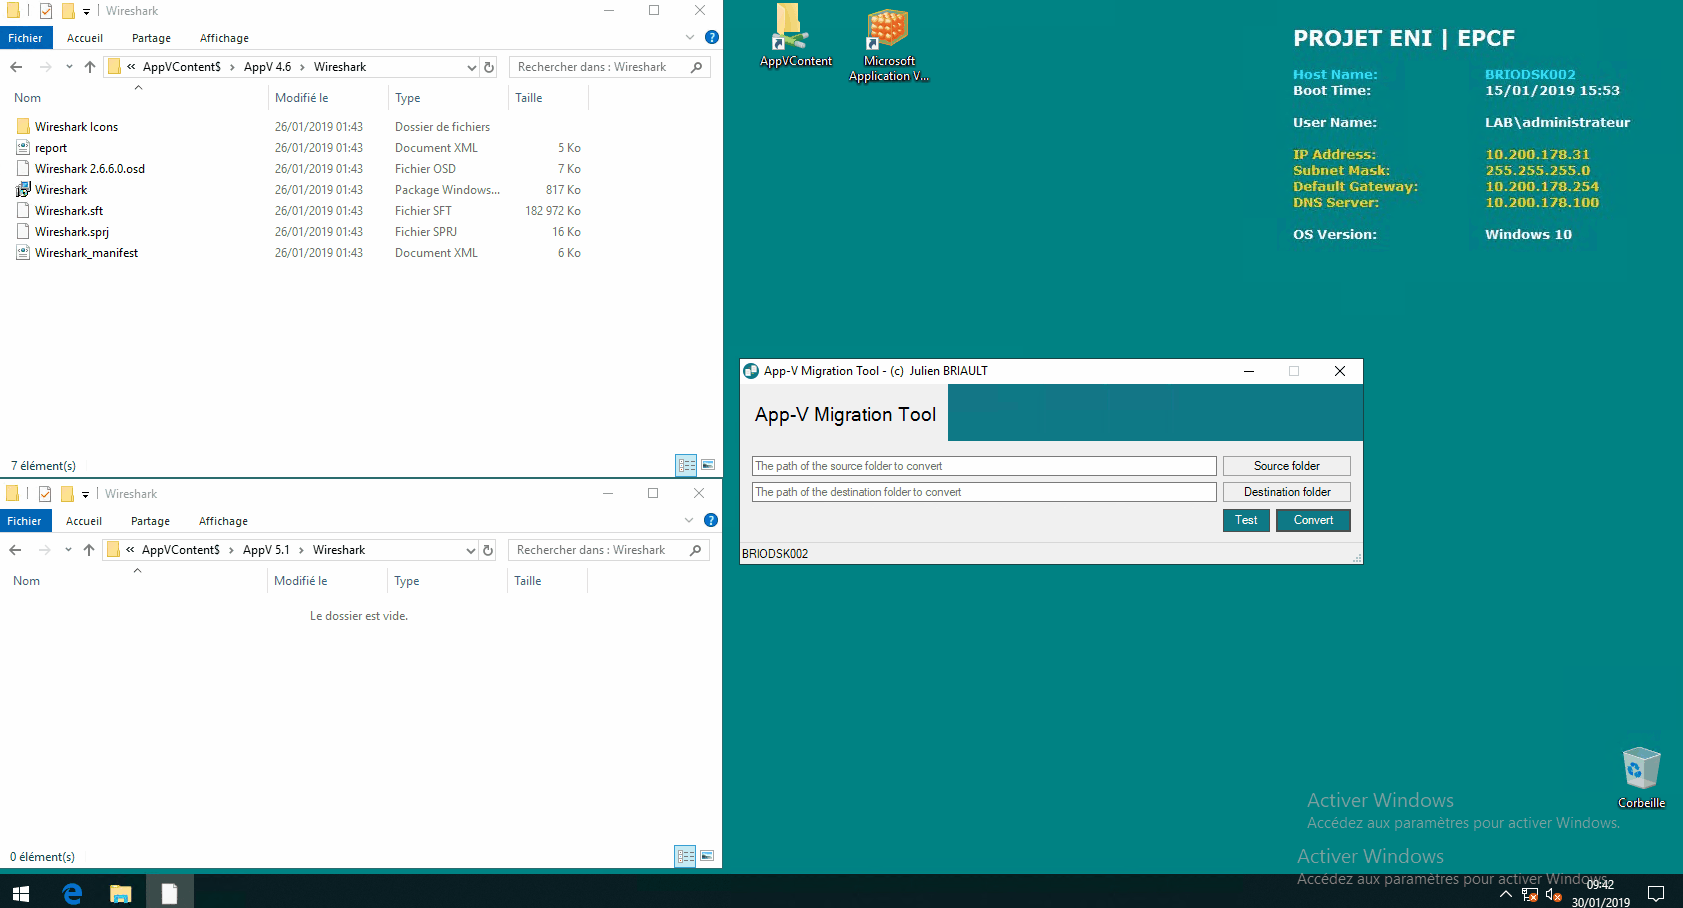 Wireshark
Fichier Accueil Partage Affichage
« AppVContent$ > AppV 4.6 > Wireshark
Rechercher dans : Wireshark
Nom Modifié le Type Taille
Wireshark Icons 26/01/2019 01:43 Dossier de fichiers
report 26/01/2019 01:43 Document XML 5 Ko
Wireshark 2.6.6.0.osd 26/01/2019 01:43 Fichier OSD 7 Ko
Wireshark 26/01/2019 01:43 Package Windows... 817 Ko
Wireshark.sft 26/01/2019 01:43 Fichier SFT 182 972 Ko
Wireshark.sprj 26/01/2019 01:43 Fichier SPRJ 16 Ko
Wireshark_manifest 26/01/2019 01:43 Document XML 6 Ko
7 élément(s)
Wireshark
Fichier Accueil Partage Affichage
« AppVContent$ > AppV 5.1 > Wireshark
Rechercher dans : Wireshark
Nom Modifié le Type Taille
Le dossier est vide.
0 élément(s)
AppVContent
Microsoft
Application V...
PROJET ENI | EPCF
Host Name: BRIODSK002
Boot Time: 15/01/2019 15:53
User Name: LAB\administrateur
IP Address: 10.200.178.31
Subnet Mask: 255.255.255.0
Default Gateway: 10.200.178.254
DNS Server: 10.200.178.100
OS Version: Windows 10
App-V Migration Tool - (c) Julien BRIAULT
App-V Migration Tool
The path of the source folder to convert
Source folder
The path of the destination folder to convert
Destination folder
Test Convert
BRIODSK002
Corbeille
Activer Windows
Accédez aux paramètres pour activer Windows.
Activer Windows
Accédez aux paramètres pour activer Windows.
09:42
30/01/2019